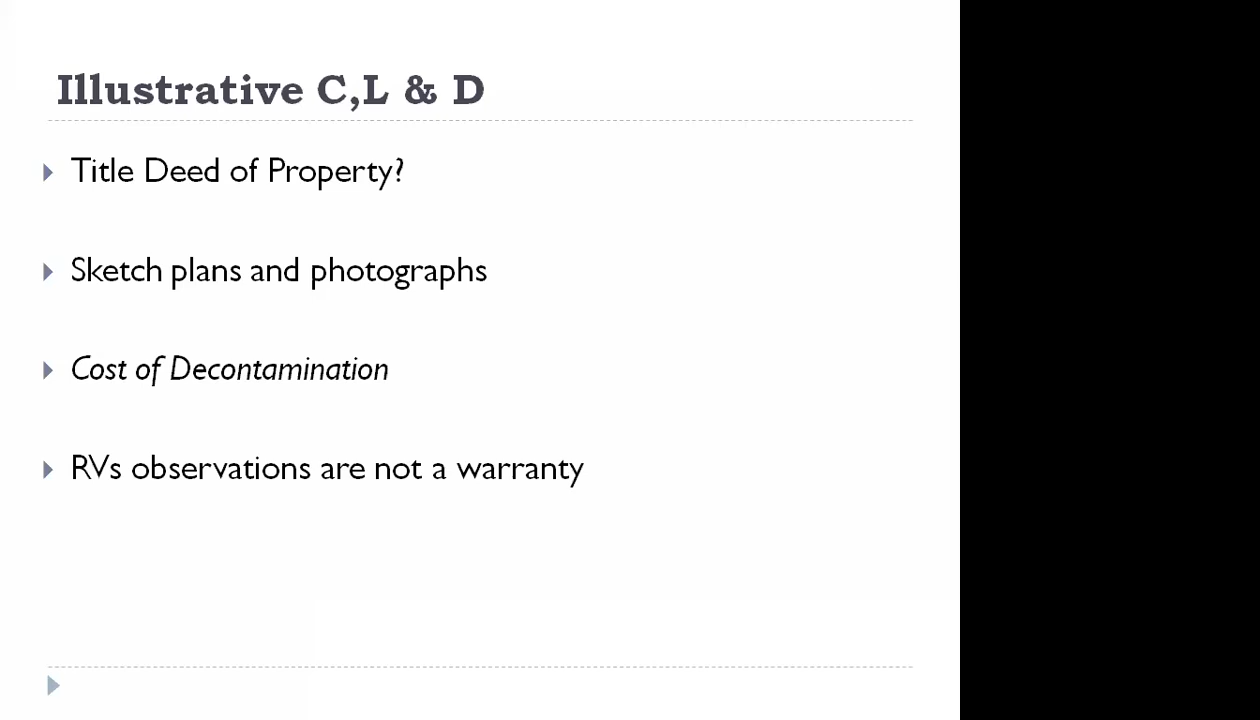 Illustrative C,L & D
Title Deed of Property?
Sketch plans and photographs
Cost of Decontamination
RVs observations are not a warranty